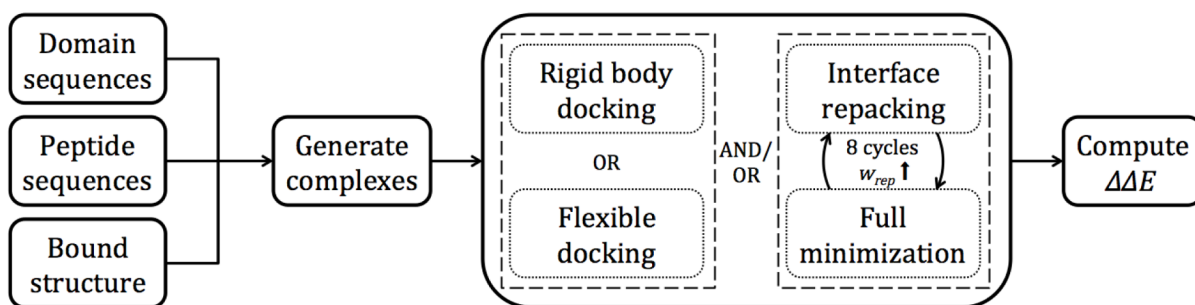 Domain
sequences
Peptide
sequences
Bound
structure
Generate
complexes
Rigid body
docking
OR
Flexible
docking
AND/
OR
Interface
repacking
8 cycles
w_rep ↑
Full
minimization
Compute
ΔΔE